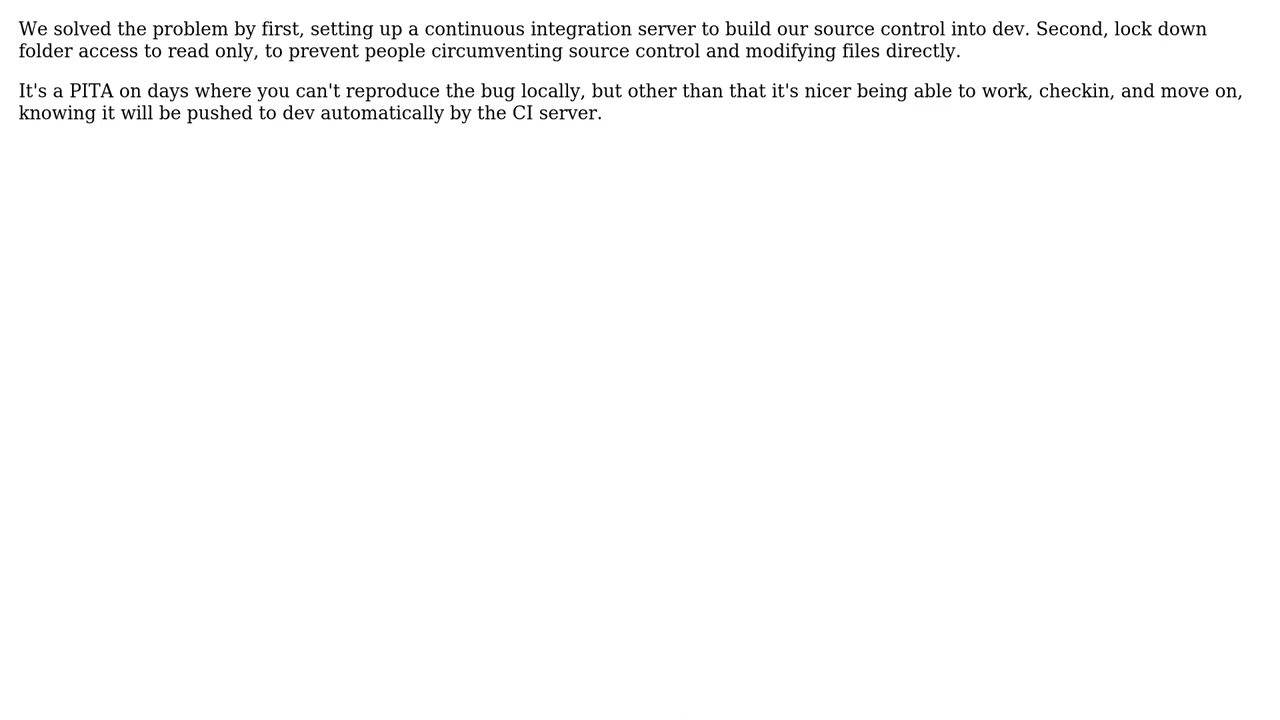 We solved the problem by first, setting up a continuous integration server to build our source control into dev. Second, lock down
folder access to read only, to prevent people circumventing source control and modifying files directly.
It's a PITA on days where you can't reproduce the bug locally, but other than that it's nicer being able to work, checkin, and move on,
knowing it will be pushed to dev automatically by the CI server.